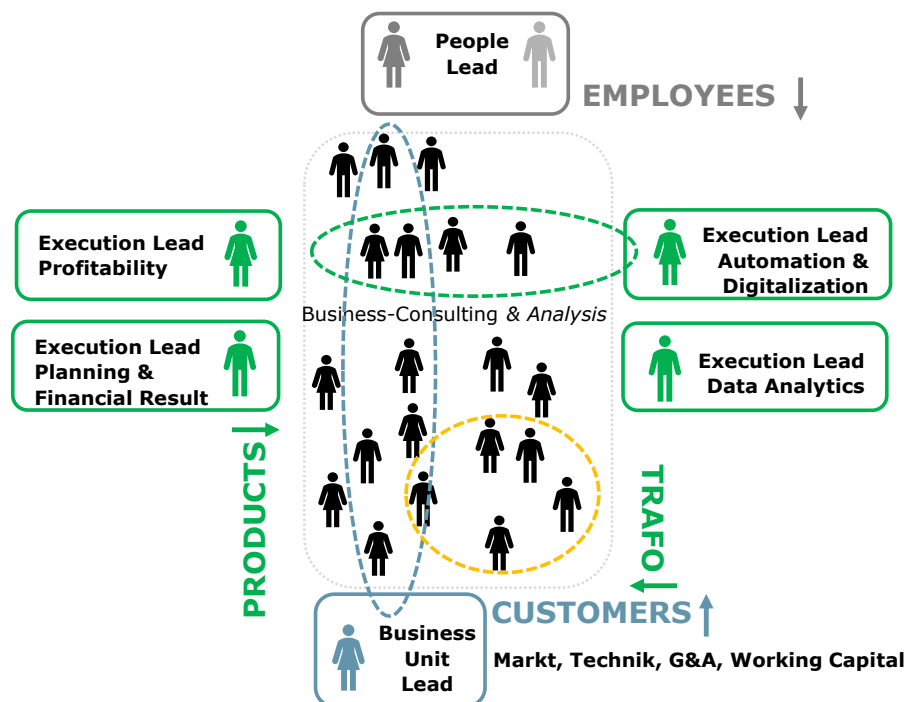 People
Lead
EMPLOYEES
Execution Lead
Profitability
Execution Lead
Automation &
Digitalization
Business-Consulting & Analysis
Execution Lead
Planning &
Financial Result
Execution Lead
Data Analytics
PRODUCTS
TRAFO
CUSTOMERS
Business
Unit
Lead
Markt, Technik, G&A, Working Capital